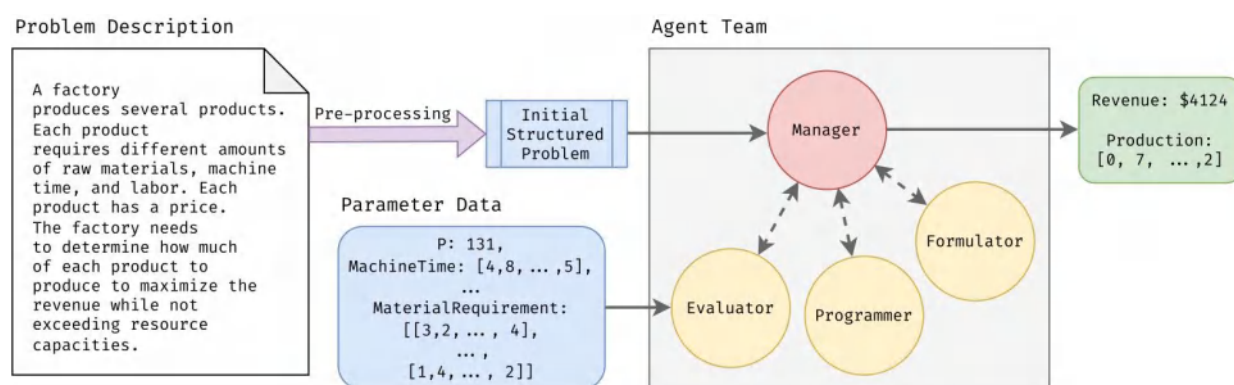 Problem Description
A factory
produces several products.
Each product
requires different amounts
of raw materials, machine
time, and labor. Each
product has a price.
The factory needs
to determine how much
of each product to
produce to maximize the
revenue while not
exceeding resource
capacities.
Pre-processing
Initial
Structured
Problem
Parameter Data
P: 131,
MachineTime: [4,8, ... ,5],
...
MaterialRequirement:
[[3,2, ... , 4],
... ,
[1,4, ... , 2]]
Agent Team
Manager
Evaluator
Programmer
Formulator
Revenue: $4124
Production:
[0, 7, ... ,2]